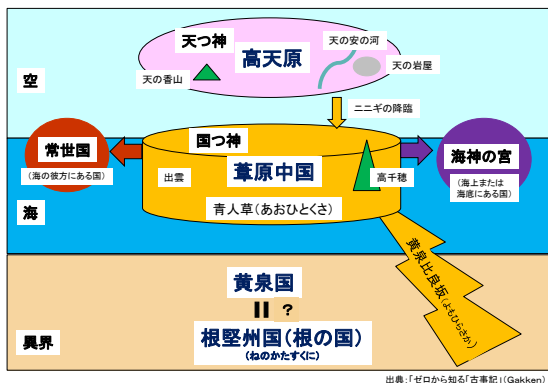 天つ神
天の安の河
高天原
天の香山
天の岩屋
空
ニニギの降臨
国つ神
常世国
(海の彼方にある国)
出雲
葦原中国
高千穂
海神の宮
(海上または
海底にある国)
青人草(あおひとくさ)
海
黄泉比良坂(よもひらさか)
黄泉国
=?
根堅州国(根の国)
(ねのかたすくに)
異界
出典:「ゼロから知る「古事記」(Gakken)